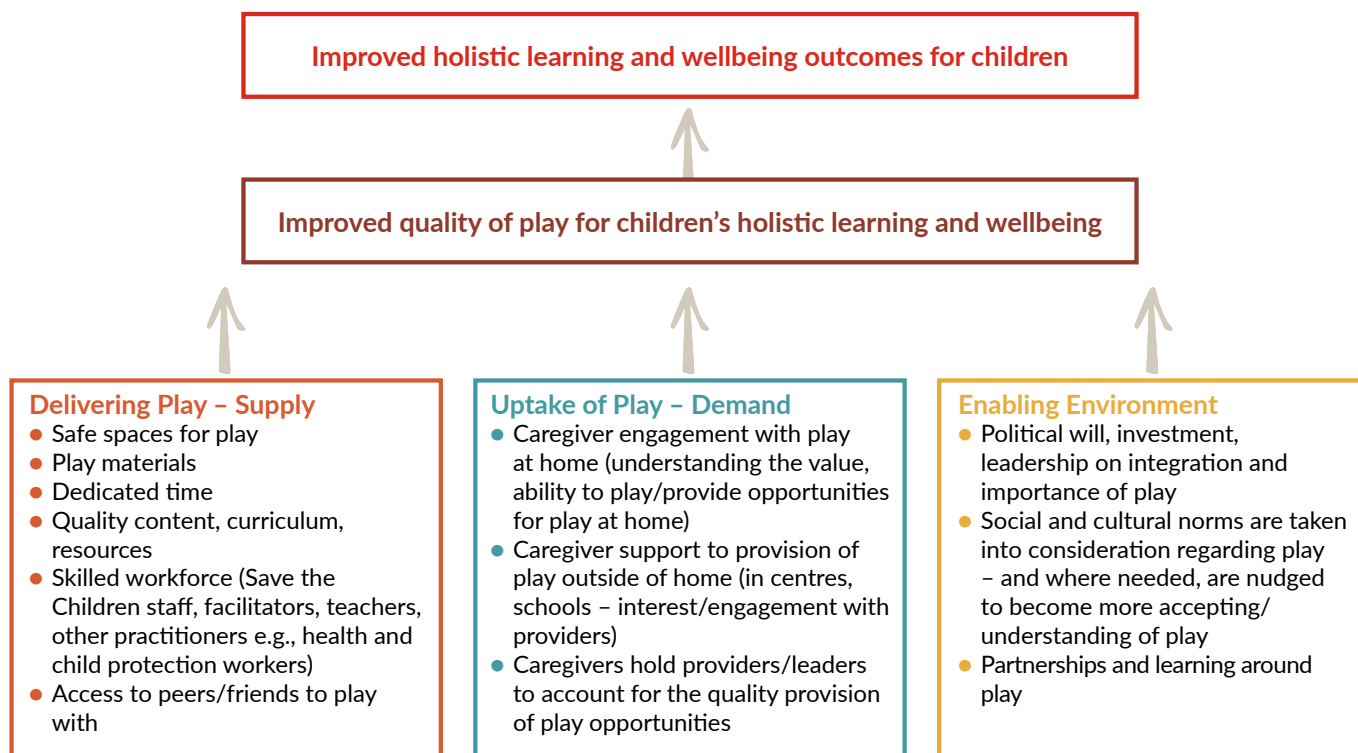 Improved holistic learning and wellbeing outcomes for children
Improved quality of play for children’s holistic learning and wellbeing
Delivering Play – Supply
● Safe spaces for play
● Play materials
● Dedicated time
● Quality content, curriculum,
resources
● Skilled workforce (Save the
Children staff, facilitators, teachers,
other practitioners e.g., health and
child protection workers)
● Access to peers/friends to play
with
Uptake of Play – Demand
● Caregiver engagement with play
at home (understanding the value,
ability to play/provide opportunities
for play at home)
● Caregiver support to provision of
play outside of home (in centres,
schools – interest/engagement with
providers)
● Caregivers hold providers/leaders
to account for the quality provision
of play opportunities
Enabling Environment
● Political will, investment,
leadership on integration and
importance of play
● Social and cultural norms are taken
into consideration regarding play
– and where needed, are nudged
to become more accepting/
understanding of play
● Partnerships and learning around
play